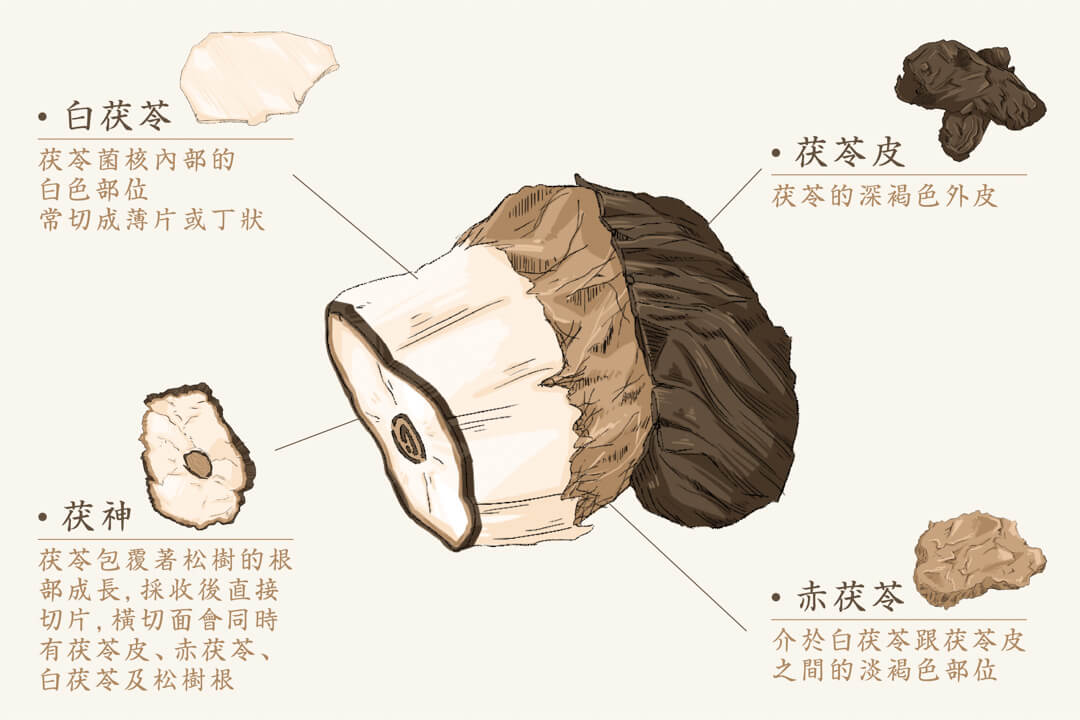 • 白茯苓
茯苓菌核內部的
白色部位
常切成薄片或丁狀
• 茯苓皮
茯苓的深褐色外皮
• 茯神
茯苓包覆著松樹的根
部成長,採收後直接
切片,橫切面會同時
有茯苓皮、赤茯苓、
白茯苓及松樹根
• 赤茯苓
介於白茯苓跟茯苓皮
之間的淡褐色部位